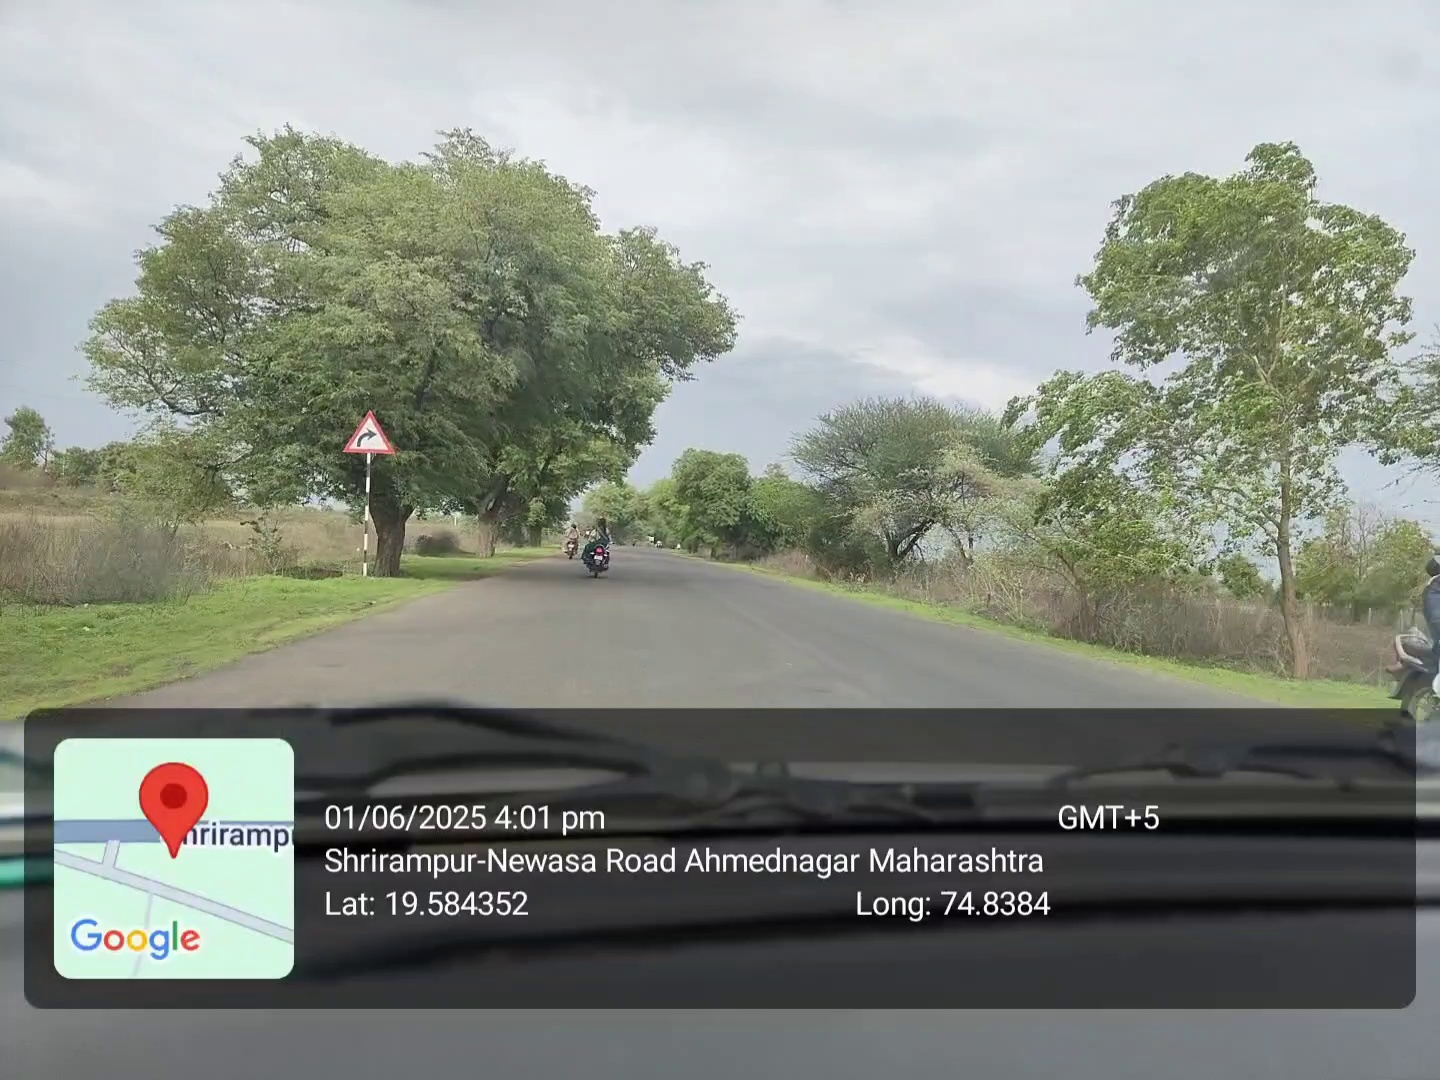 hrirampu
Google
01/06/2025 4:01 pm
GMT+5
Shrirampur-Newasa Road Ahmednagar Maharashtra
Lat: 19.584352
Long: 74.8384